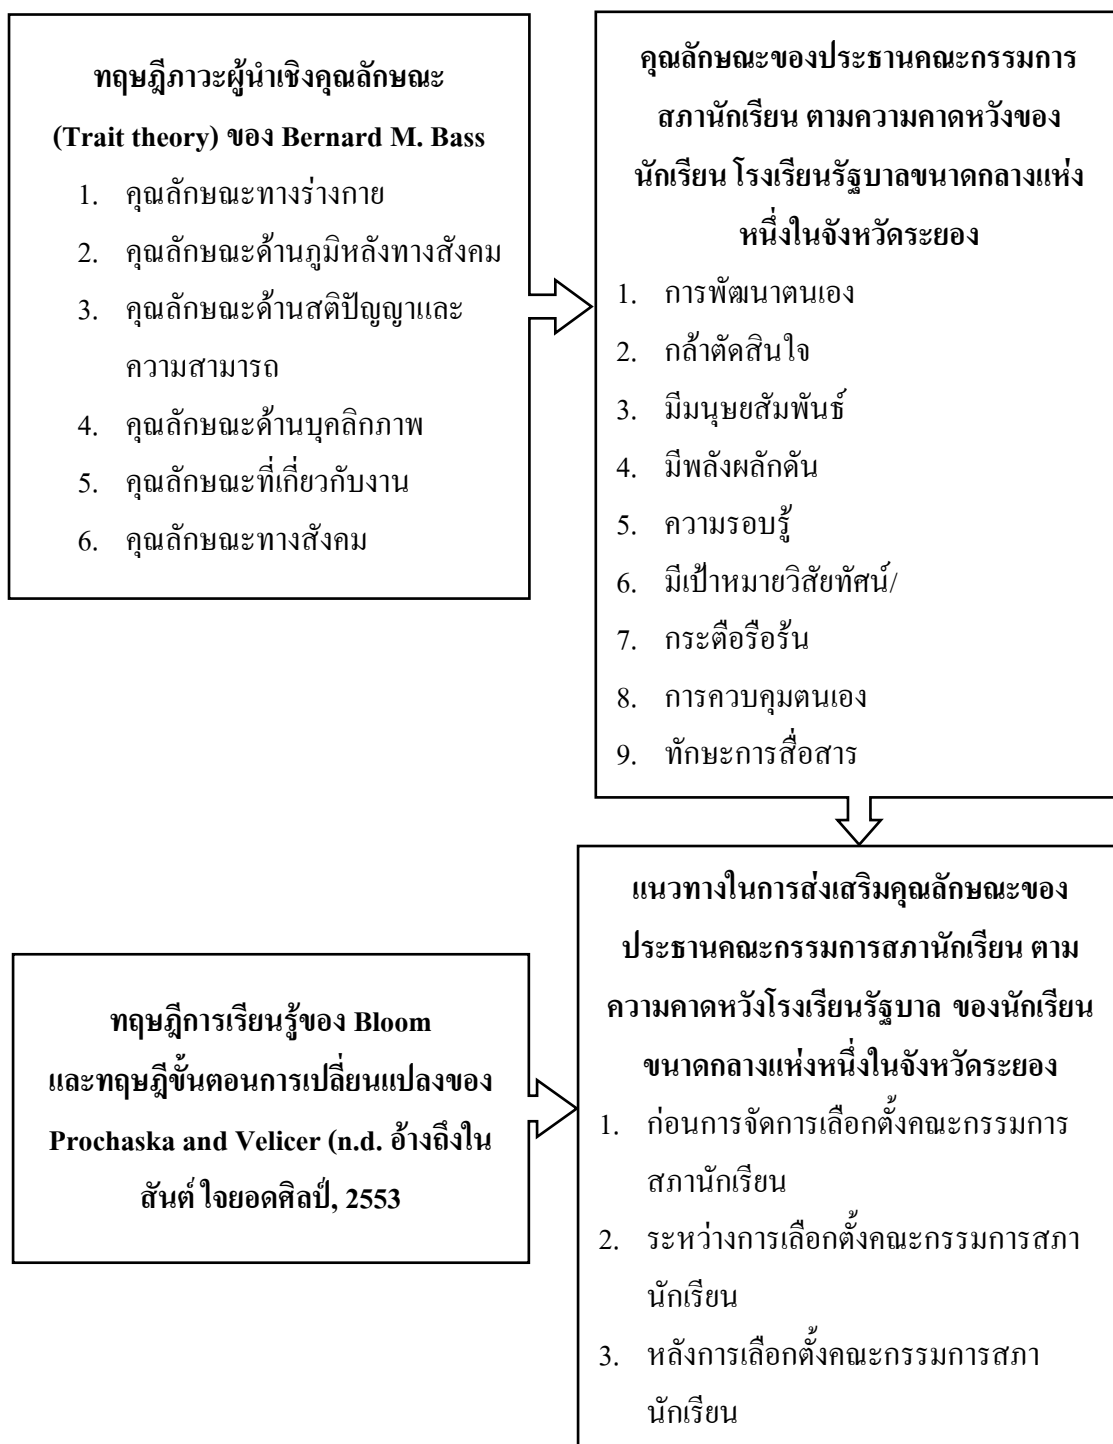 ทฤษฎีภาวะผู้นำเชิงคุณลักษณะ
(Trait theory) ของ Bernard M. Bass
1. คุณลักษณะทางร่างกาย
2. คุณลักษณะด้านภูมิหลังทางสังคม
3. คุณลักษณะด้านสติปัญญาและ
ความสามารถ
4. คุณลักษณะด้านบุคลิกภาพ
5. คุณลักษณะที่เกี่ยวกับงาน
6. คุณลักษณะทางสังคม
คุณลักษณะของประธานคณะกรรมการ
สภานักเรียน ตามความคาดหวังของ
นักเรียน โรงเรียนรัฐบาลขนาดกลางแห่ง
หนึ่งในจังหวัดระยอง
1. การพัฒนาตนเอง
2. กล้าตัดสินใจ
3. มีมนุษยสัมพันธ์
4. มีพลังผลักดัน
5. ความรอบรู้
6. มีเป้าหมายวิสัยทัศน์/
7. กระตือรือร้น
8. การควบคุมตนเอง
9. ทักษะการสื่อสาร
ทฤษฎีการเรียนรู้ของ Bloom
และทฤษฎีขั้นตอนการเปลี่ยนแปลงของ
Prochaska and Velicer (n.d. อ้างถึงใน
สันต์ ใจยอดศิลป์, 2553
แนวทางในการส่งเสริมคุณลักษณะของ
ประธานคณะกรรมการสภานักเรียน ตาม
ความคาดหวังโรงเรียนรัฐบาล ของนักเรียน
ขนาดกลางแห่งหนึ่งในจังหวัดระยอง
1. ก่อนการจัดการเลือกตั้งคณะกรรมการ
สภานักเรียน
2. ระหว่างการเลือกตั้งคณะกรรมการสภา
นักเรียน
3. หลังการเลือกตั้งคณะกรรมการสภา
นักเรียน